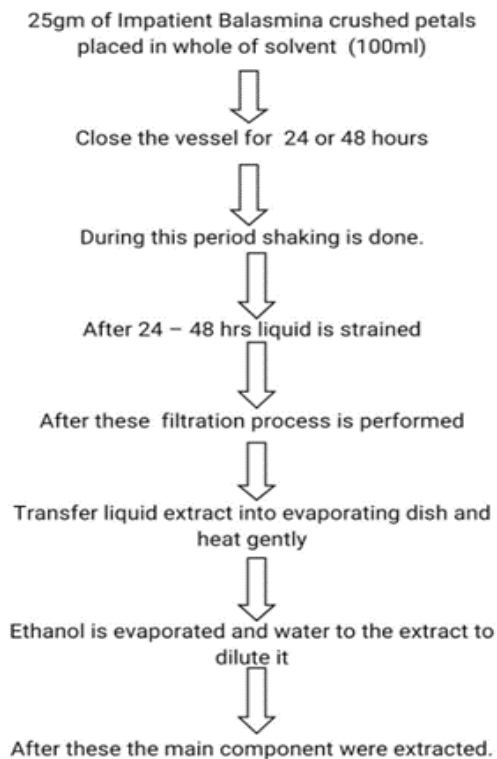 25gm of Impatient Balasmina crushed petals
placed in whole of solvent (100ml)
Close the vessel for 24 or 48 hours
During this period shaking is done.
After 24 – 48 hrs liquid is strained
After these filtration process is performed
Transfer liquid extract into evaporating dish and
heat gently
Ethanol is evaporated and water to the extract to
dilute it
After these the main component were extracted.